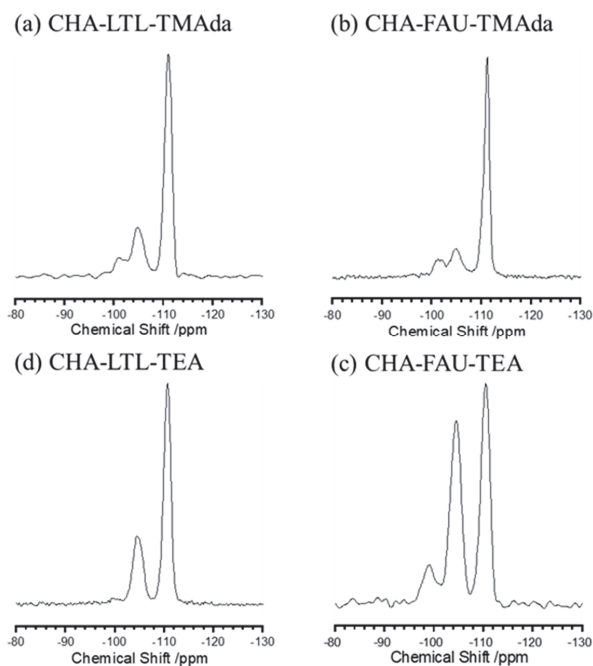 (a) CHA-LTL-TMAda
(b) CHA-FAU-TMAda
-80 -90 -100 -110 -120 -130
Chemical Shift /ppm
-80 -90 -100 -110 -120 -130
Chemical Shift /ppm
(d) CHA-LTL-TEA
(c) CHA-FAU-TEA
-80 -90 -100 -110 -120 -130
Chemical Shift /ppm
-80 -90 -100 -110 -120 -130
Chemical Shift /ppm